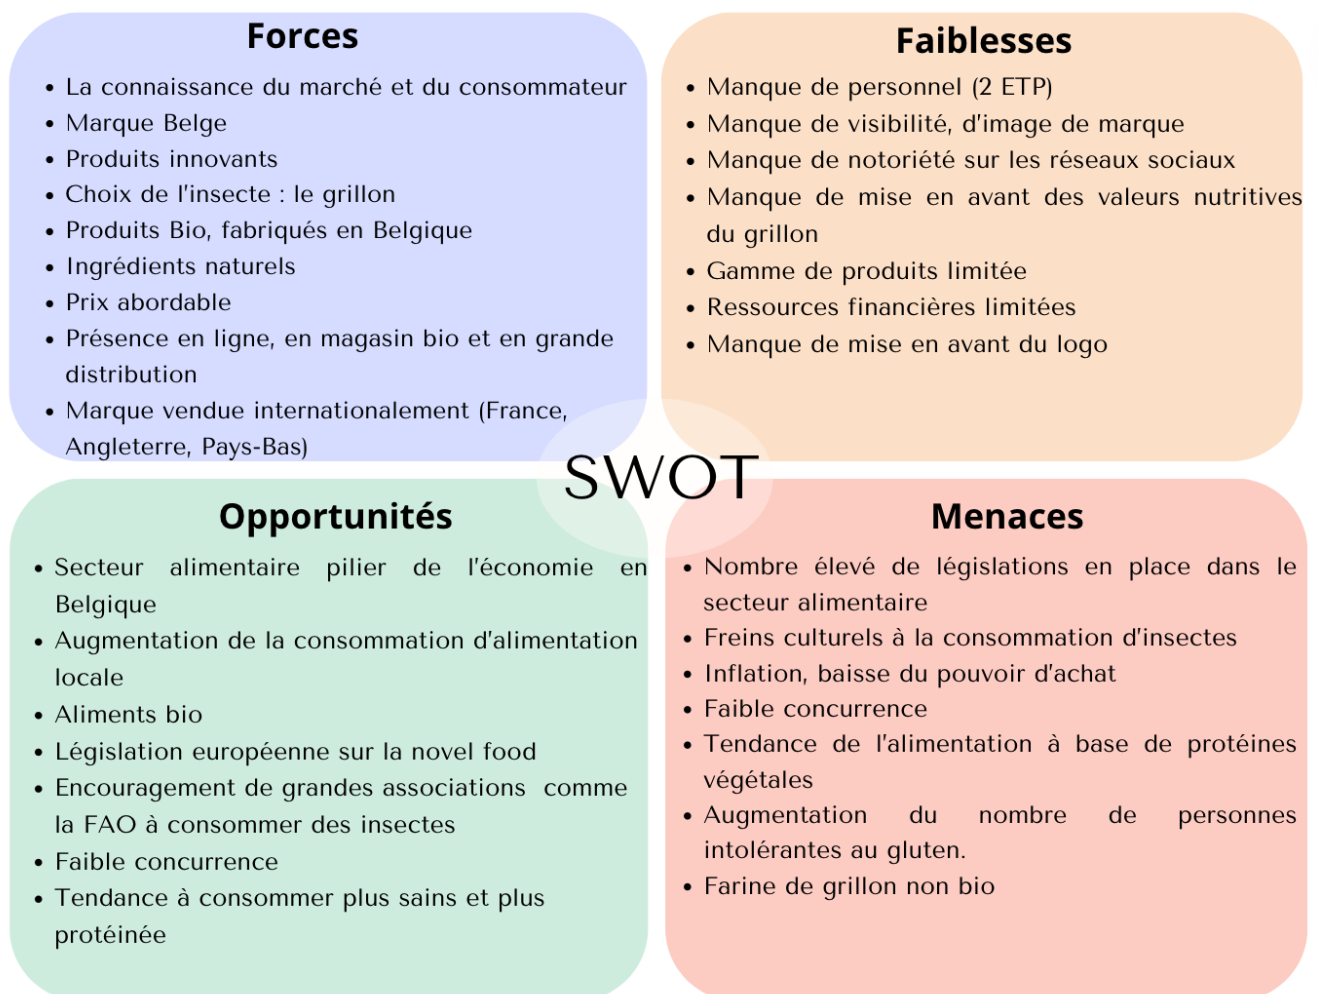 Forces
• La connaissance du marché et du consommateur
• Marque Belge
• Produits innovants
• Choix de l'insecte : le grillon
• Produits Bio, fabriqués en Belgique
• Ingrédients naturels
• Prix abordable
• Présence en ligne, en magasin bio et en grande
distribution
• Marque vendue internationalement (France,
Angleterre, Pays-Bas)
Faiblesses
• Manque de personnel (2 ETP)
• Manque de visibilité, d'image de marque
• Manque de notoriété sur les réseaux sociaux
• Manque de mise en avant des valeurs nutritives
du grillon
• Gamme de produits limitée
• Ressources financières limitées
• Manque de mise en avant du logo
SWOT
Opportunités
• Secteur alimentaire pilier de l'économie en
Belgique
• Augmentation de la consommation d'alimentation
locale
• Aliments bio
• Législation européenne sur la novel food
• Encouragement de grandes associations comme
la FAO à consommer des insectes
• Faible concurrence
• Tendance à consommer plus sains et plus
protéinée
Menaces
• Nombre élevé de législations en place dans le
secteur alimentaire
• Freins culturels à la consommation d'insectes
• Inflation, baisse du pouvoir d'achat
• Faible concurrence
• Tendance de l'alimentation à base de protéines
végétales
• Augmentation du nombre de personnes
intolérantes au gluten.
• Farine de grillon non bio